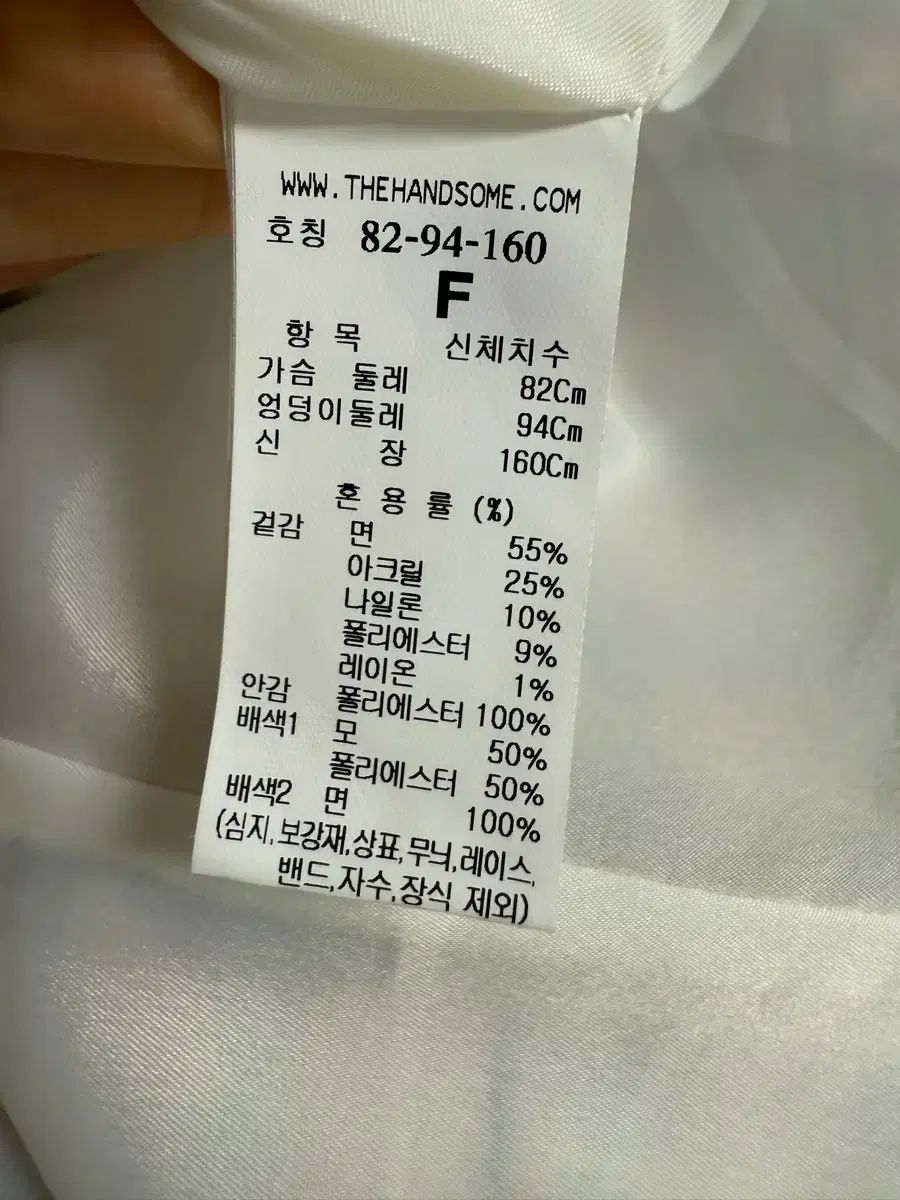 WWW.THEHANDSOME.COM
호칭 82-94-160
F
항 목 신체치수
가슴 둘레 82Cm
엉덩이둘레 94Cm
신 장 160Cm
혼 용 률 (%)
겉감 면 55%
아크릴 25%
나일론 10%
폴리에스터 9%
레이온 1%
안감 폴리에스터 100%
배색1 모 50%
폴리에스터 50%
배색2 면 100%
(심지,보강재,상표,무늬,레이스,
밴드,자수,장식 제외)